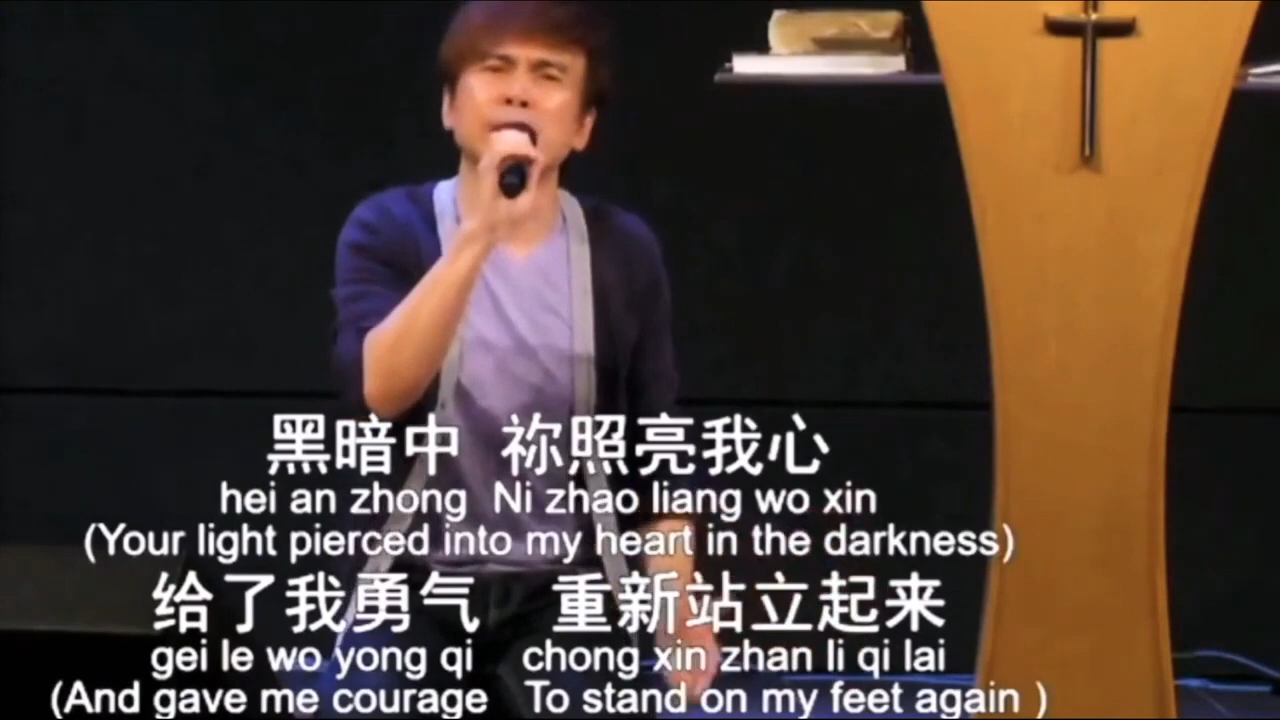 黑暗中 祢照亮我心
hei an zhong Ni zhao liang wo xin
(Your light pierced into my heart in the darkness)
给了我勇气 重新站立起来
gei le wo yong qi chong xin zhan li qi lai
(And gave me courage To stand on my feet again )